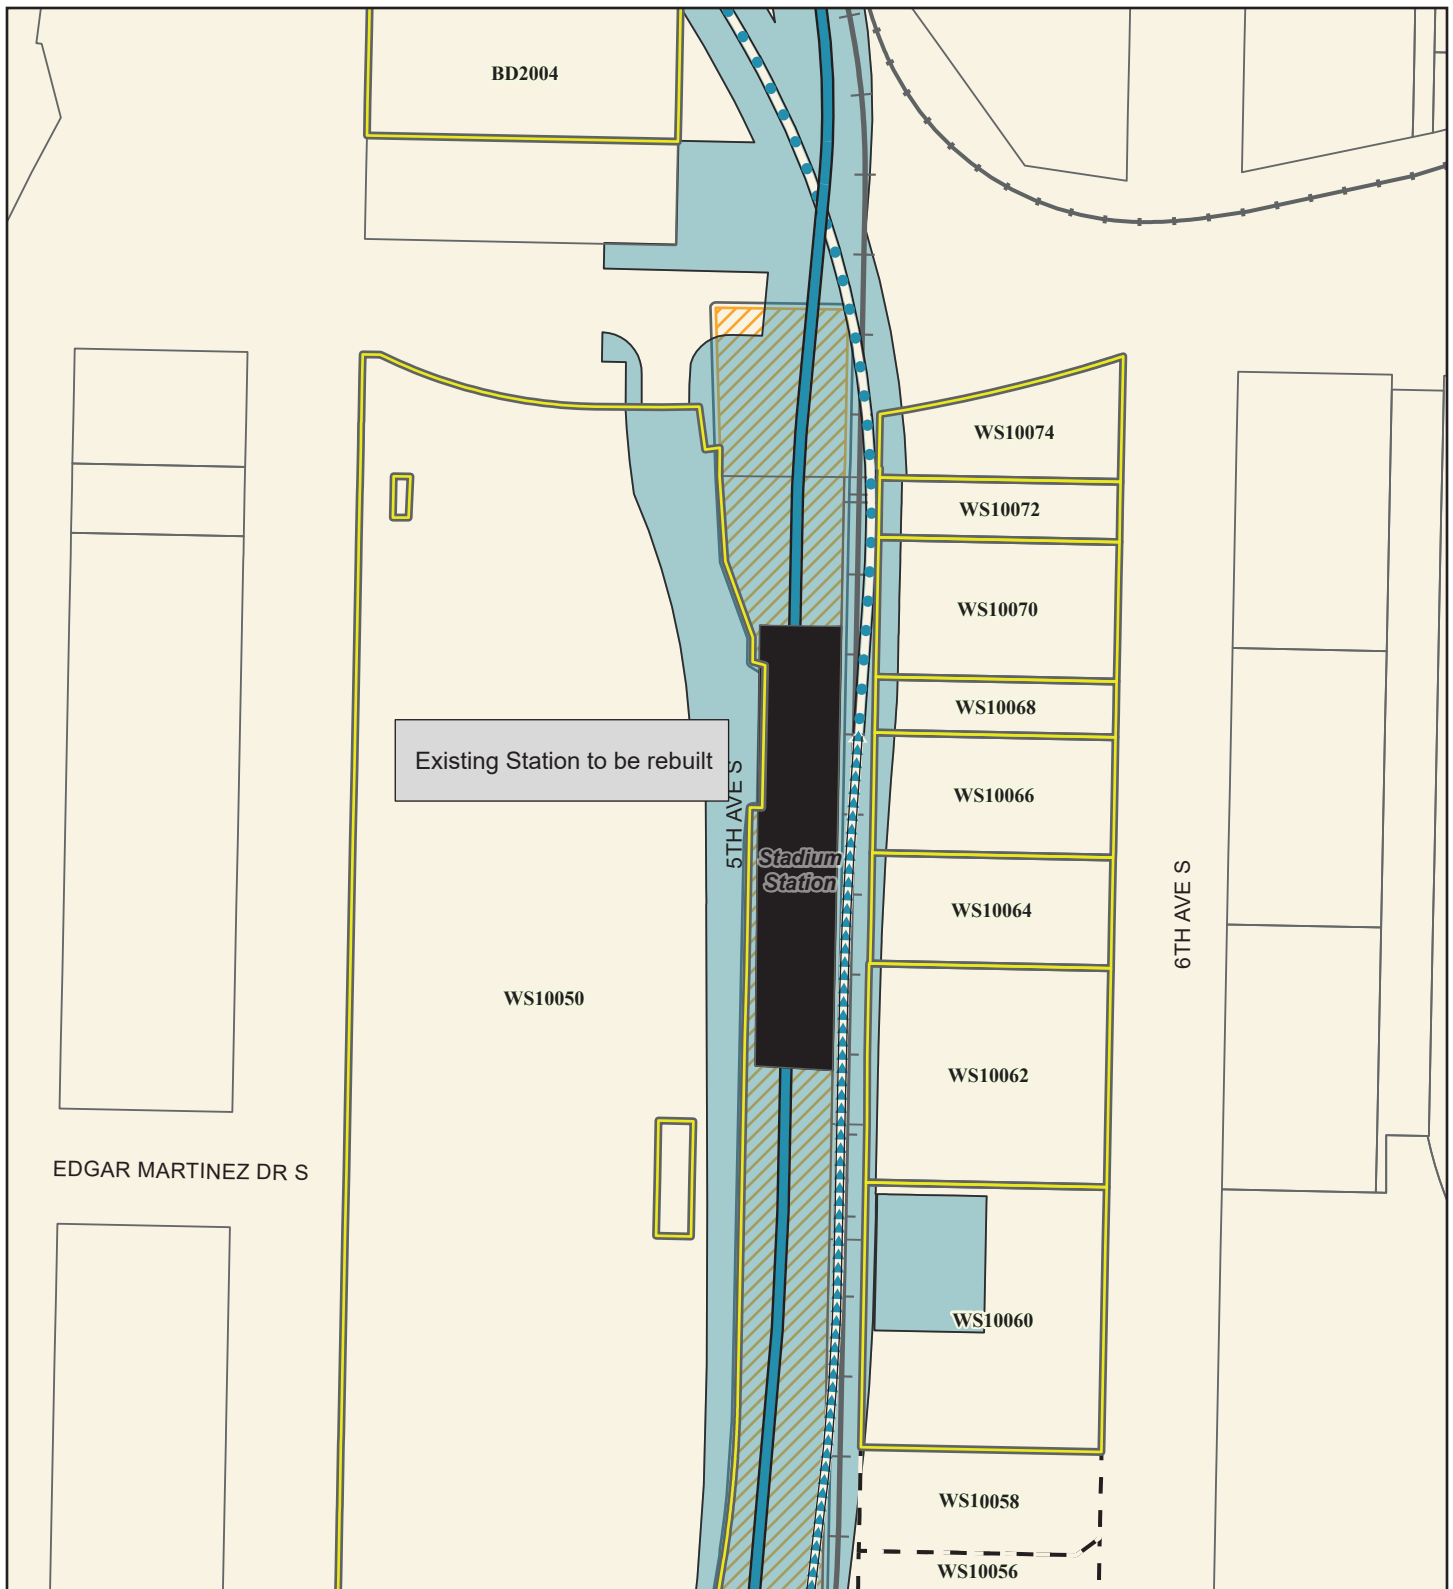 BD2004
WS10074
WS10072
WS10070
WS10068
Existing Station to be rebuilt
WS10066
5TH AVE S
Stadium
Station
WS10064
6TH AVE S
WS10050
WS10062
EDGAR MARTINEZ DR S
WS10060
WS10058
WS10056